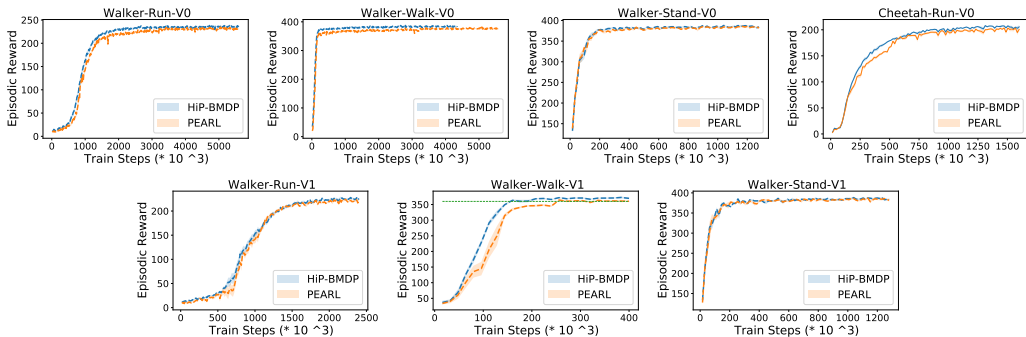 Walker-Run-V0
Episodic Reward
250
200
150
100
50
0
0 1000 2000 3000 4000 5000
Train Steps (* 10 ^3)
HiP-BMDP
PEARL
Walker-Walk-V0
Episodic Reward
400
300
200
100
0
0 1000 2000 3000 4000 5000
Train Steps (* 10 ^3)
HiP-BMDP
PEARL
Walker-Stand-V0
Episodic Reward
400
350
300
250
200
150
0 200 400 600 800 1000 1200
Train Steps (* 10 ^3)
HiP-BMDP
PEARL
Cheetah-Run-V0
Episodic Reward
200
150
100
50
0
0 250 500 750 1000 1250 1500
Train Steps (* 10 ^3)
HiP-BMDP
PEARL
Walker-Run-V1
Episodic Reward
200
150
100
50
0
0 500 1000 1500 2000 2500
Train Steps (* 10 ^3)
HiP-BMDP
PEARL
Walker-Walk-V1
Episodic Reward
350
300
250
200
150
100
50
0 100 200 300 400
Train Steps (* 10 ^3)
HiP-BMDP
PEARL
Walker-Stand-V1
Episodic Reward
400
350
300
250
200
150
0 200 400 600 800 1000 1200
Train Steps (* 10 ^3)
HiP-BMDP
PEARL